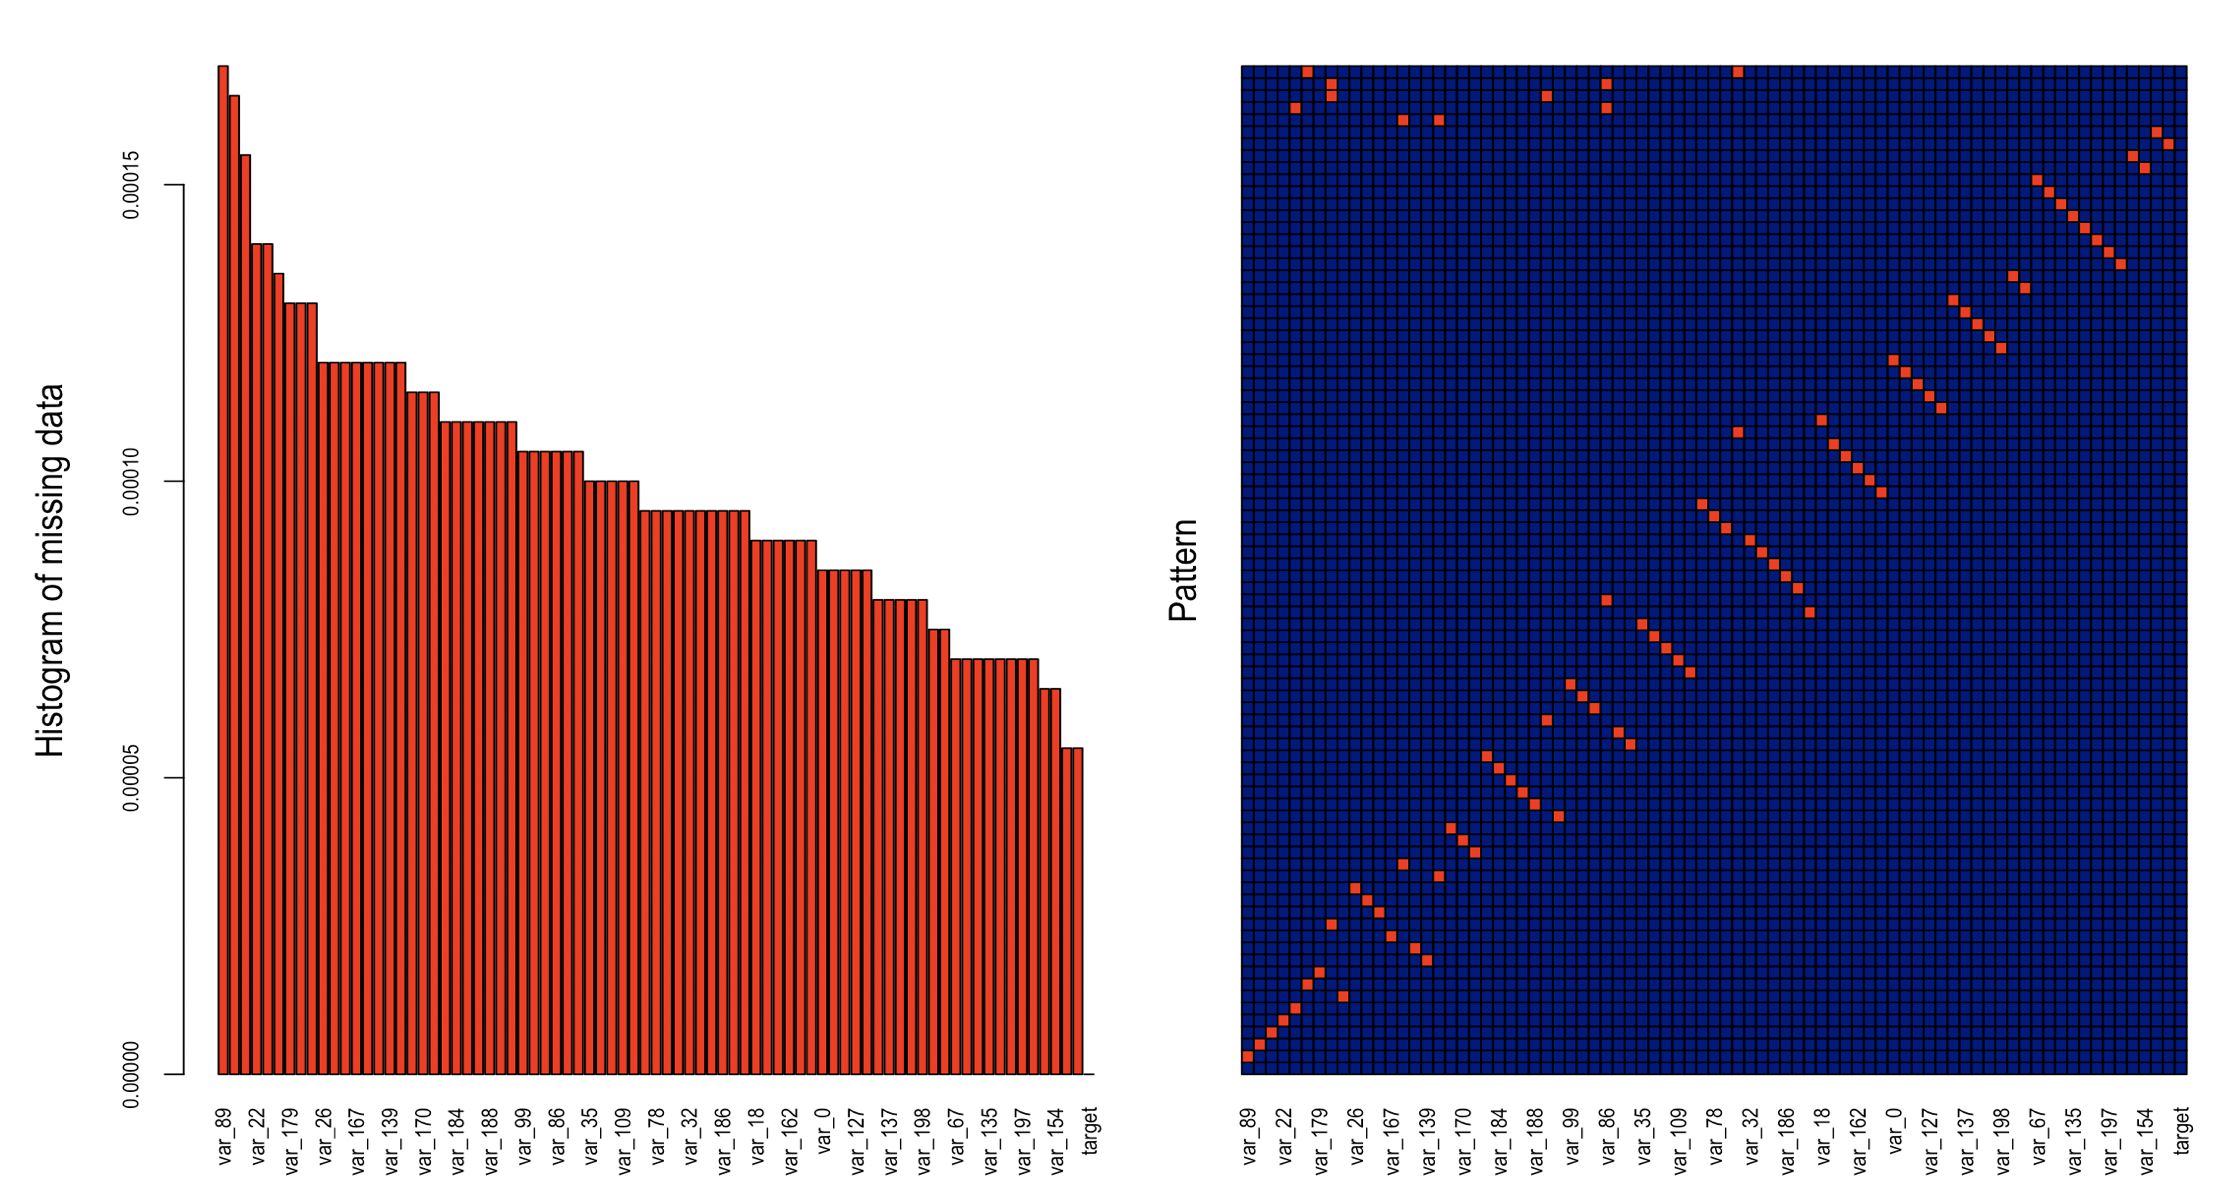 Histogram of missing data
0.00000
0.00005
0.00010
0.00015
var_89
var_22
var_179
var_26
var_167
var_139
var_170
var_184
var_188
var_99
var_86
var_35
var_109
var_78
var_32
var_186
var_18
var_162
var_0
var_127
var_137
var_198
var_67
var_135
var_197
var_154
target
Pattern
var_89
var_22
var_179
var_26
var_167
var_139
var_170
var_184
var_188
var_99
var_86
var_35
var_109
var_78
var_32
var_186
var_18
var_162
var_0
var_127
var_137
var_198
var_67
var_135
var_197
var_154
target